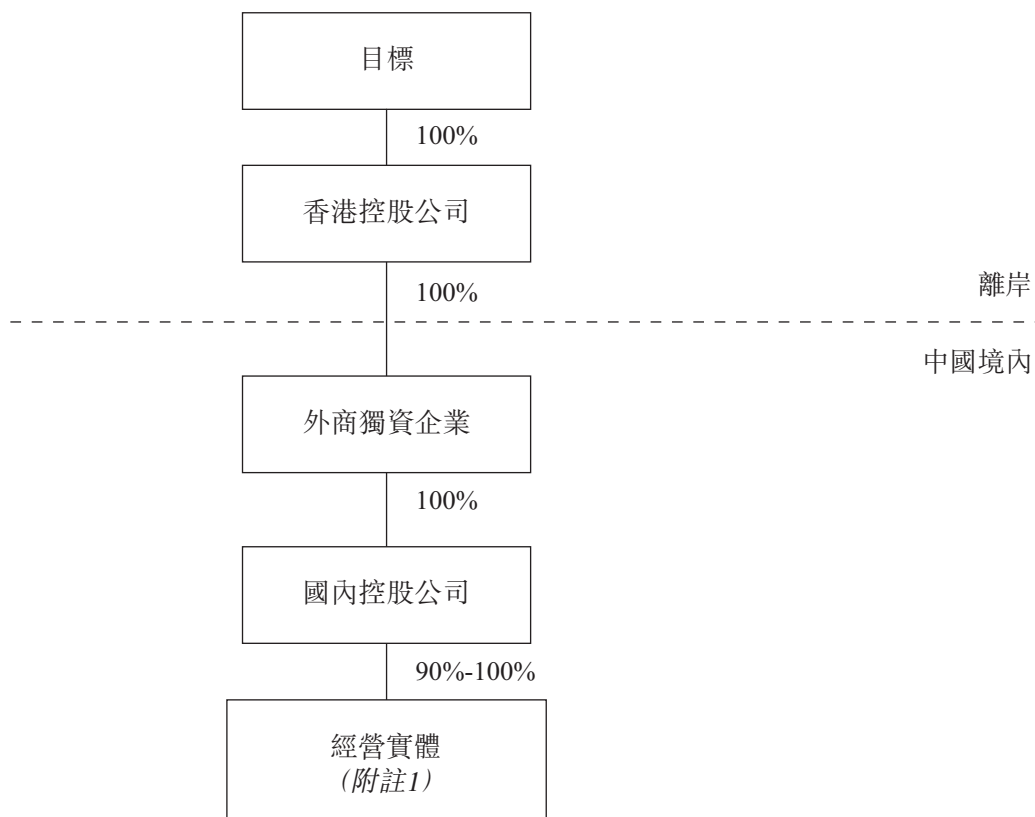 目標
100%
香港控股公司
100%
離岸
中國境內
外商獨資企業
100%
國內控股公司
90%-100%
經營實體
(附註1)